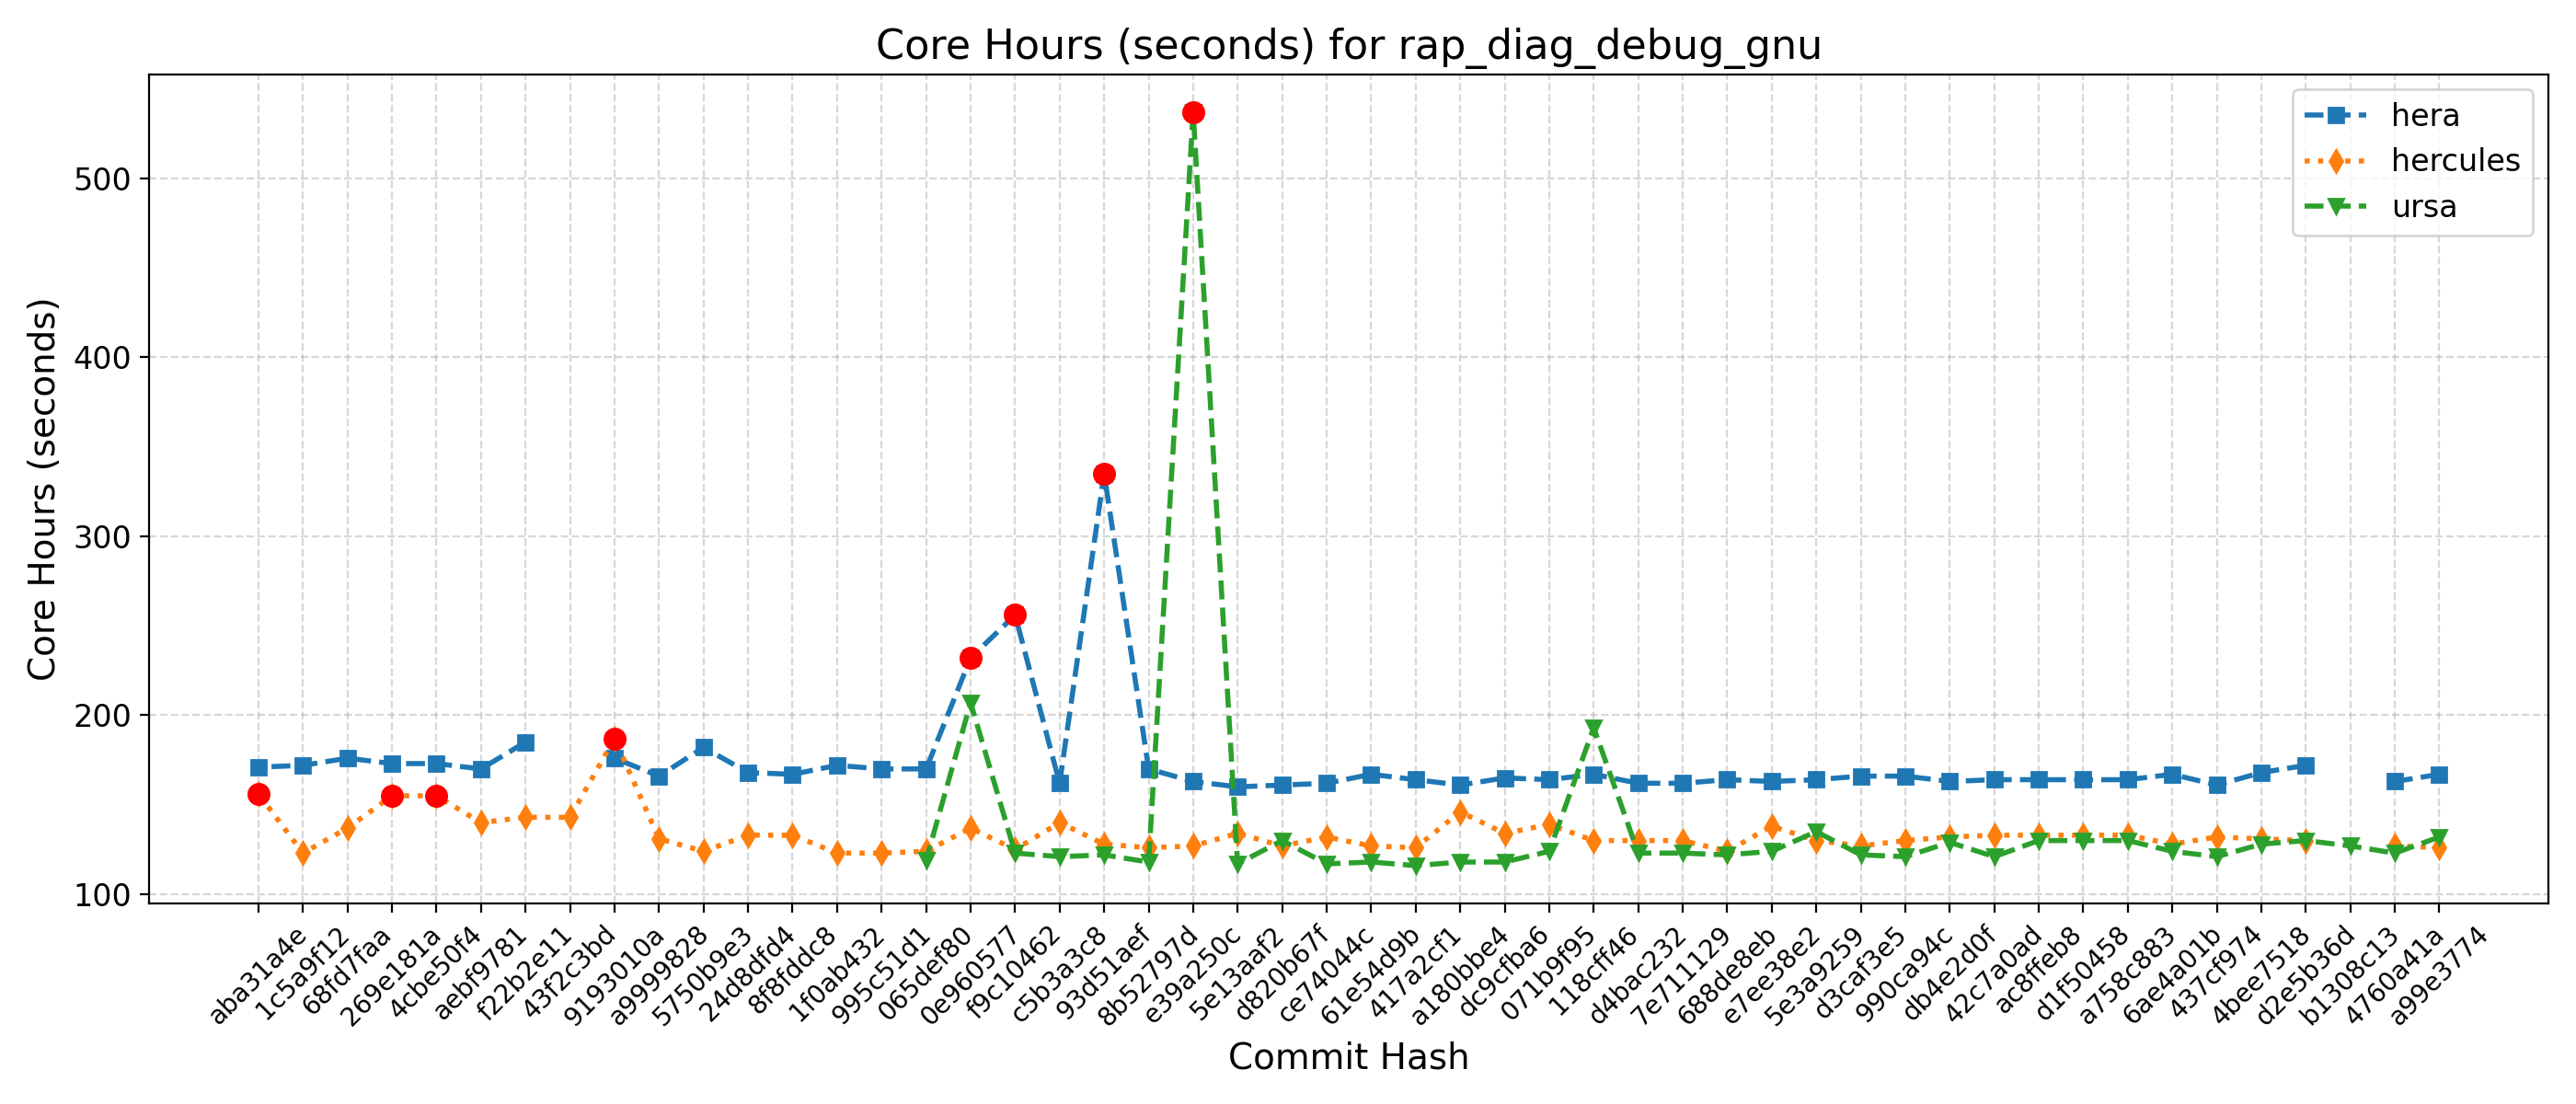 Core Hours (seconds) for rap_diag_debug_gnu
hera
hercules
ursa
Core Hours (seconds)
500
400
300
200
100
aba31a4e
1c5a9f12
68fd7faa
269e181a
4cbe50f4
aebf9781
f22b2e11
43f2c3bd
9193010a
a9999828
5750b9e3
24d8dfd4
8f8fddc8
1f0ab432
995c51d1
065def80
0e960577
f9c10462
c5b3a3c8
93d51aef
8b52797d
e39a250c
5e13aaf2
d820b67f
ce74044c
61e54d9b
417a2cf1
a180bbe4
dc9cfba6
071b9f95
118cff46
d4bac232
7e711129
688de8eb
e7ee38e2
5e3a9259
d3caf3e5
990ca94c
db4e2d0f
42c7a0ad
ac8ffeb8
d1f50458
a758c883
6ae4a01b
437cf974
4bee7518
d2e5b36d
b1308c13
4760a41a
a99e3774
Commit Hash